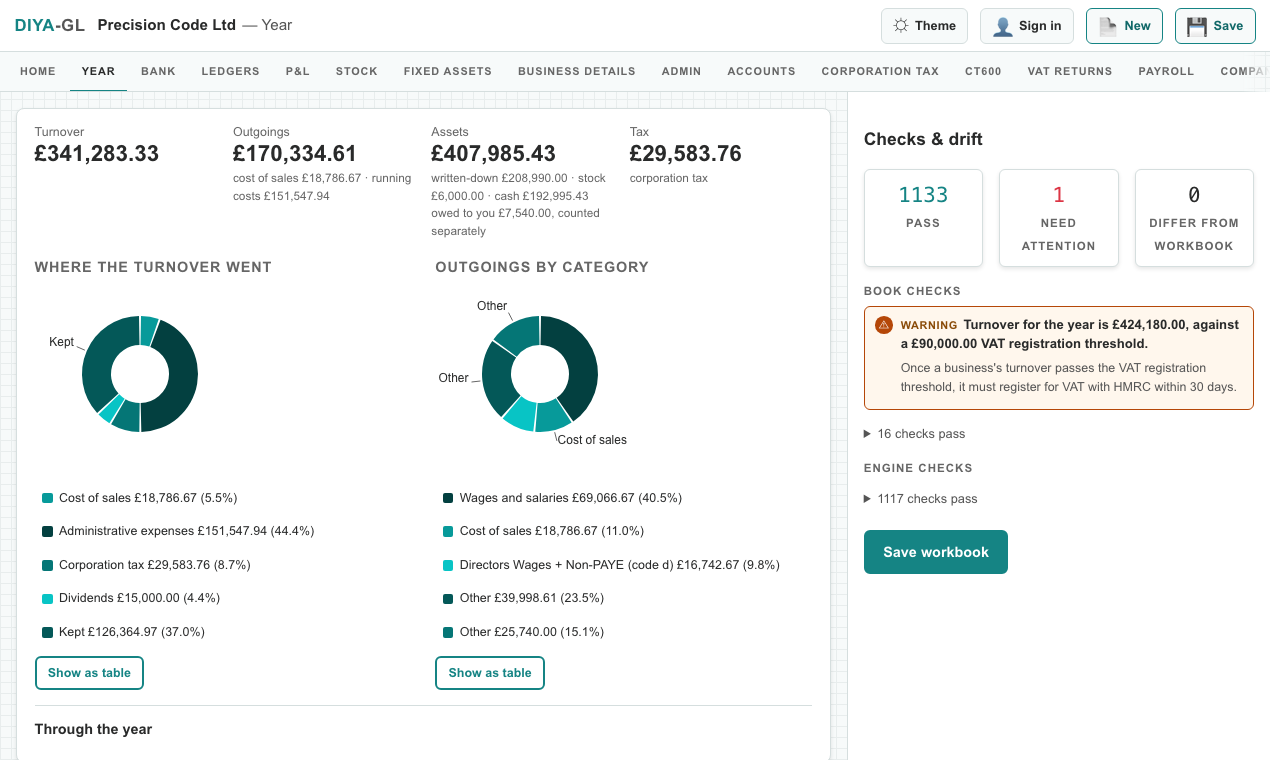 DIYA-GL Precision Code Ltd — Year
Theme
Sign in
New
Save
HOME
YEAR
BANK
LEDGERS
P&L
STOCK
FIXED ASSETS
BUSINESS DETAILS
ADMIN
ACCOUNTS
CORPORATION TAX
CT600
VAT RETURNS
PAYROLL
COMPA
Turnover
£341,283.33
Outgoings
£170,334.61
cost of sales £18,786.67 · running
costs £151,547.94
Assets
£407,985.43
written-down £208,990.00 · stock
£6,000.00 · cash £192,995.43
owed to you £7,540.00, counted
separately
Tax
£29,583.76
corporation tax
WHERE THE TURNOVER WENT
Kept
Cost of sales £18,786.67 (5.5%)
Administrative expenses £151,547.94 (44.4%)
Corporation tax £29,583.76 (8.7%)
Dividends £15,000.00 (4.4%)
Kept £126,364.97 (37.0%)
Show as table
OUTGOINGS BY CATEGORY
Other
Other
Cost of sales
Wages and salaries £69,066.67 (40.5%)
Cost of sales £18,786.67 (11.0%)
Directors Wages + Non-PAYE (code d) £16,742.67 (9.8%)
Other £39,998.61 (23.5%)
Other £25,740.00 (15.1%)
Show as table
Through the year
Checks & drift
1133
PASS
1
NEED
ATTENTION
0
DIFFER FROM
WORKBOOK
BOOK CHECKS
WARNING Turnover for the year is £424,180.00, against
a £90,000.00 VAT registration threshold.
Once a business's turnover passes the VAT registration
threshold, it must register for VAT with HMRC within 30 days.
16 checks pass
ENGINE CHECKS
1117 checks pass
Save workbook